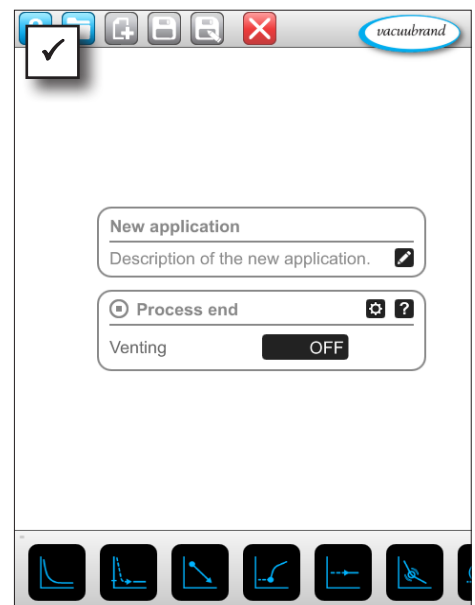 vacuubrand
New application
Description of the new application.
Process end
?
Venting
OFF